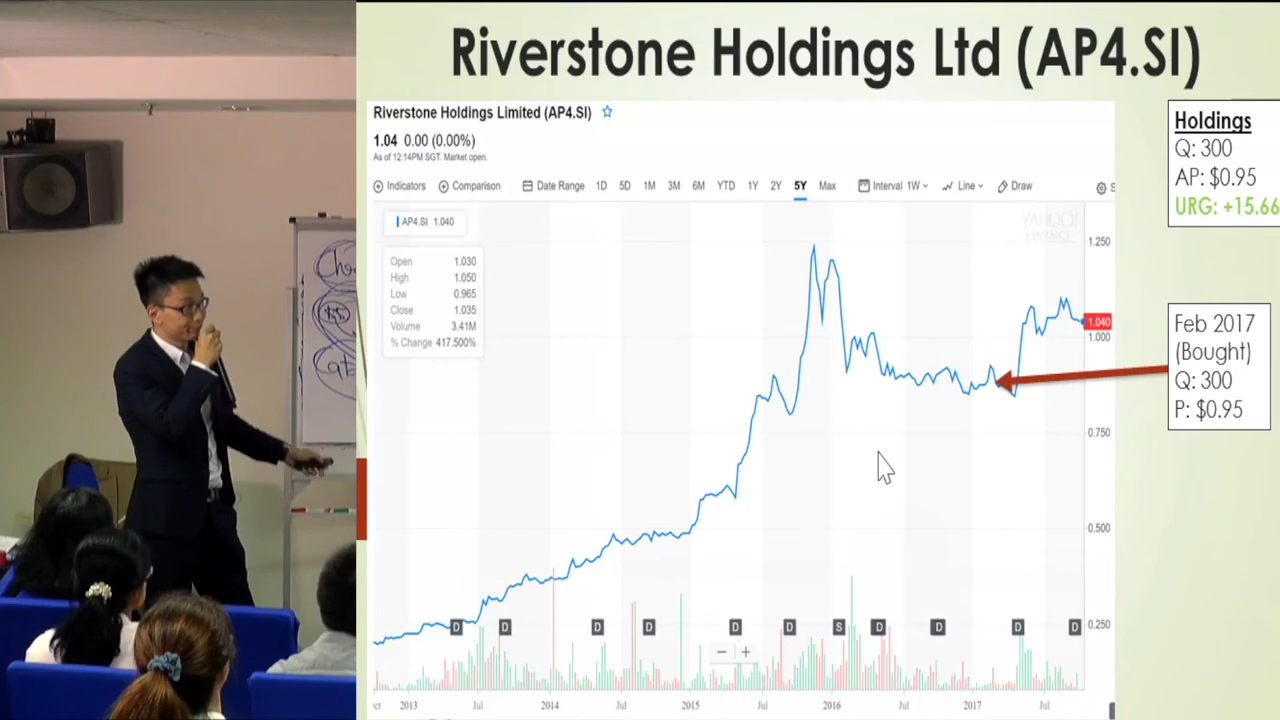 Riverstone Holdings Ltd (AP4.SI)
Riverstone Holdings Limited (AP4.SI)
1.04 0.00 (0.00%)
As of 12:14PM SGT. Market open.
Indicators Comparison Date Range 1D 5D 1M 3M 6M YTD 1Y 2Y 5Y Max Interval 1W Line Draw S
AP4.SI 1.040
YAHOO!
FINANCE
Open 1.030
High 1.050
Low 0.965
Close 1.035
Volume 3.41M
% Change 417.500%
1.250
1.040
1.000
0.750
0.500
0.250
D D D D D D S D D D D
2013 Jul 2014 Jul 2015 Jul 2016 Jul 2017 Jul
Holdings
Q: 300
AP: $0.95
URG: +15.66
Feb 2017
(Bought)
Q: 300
P: $0.95